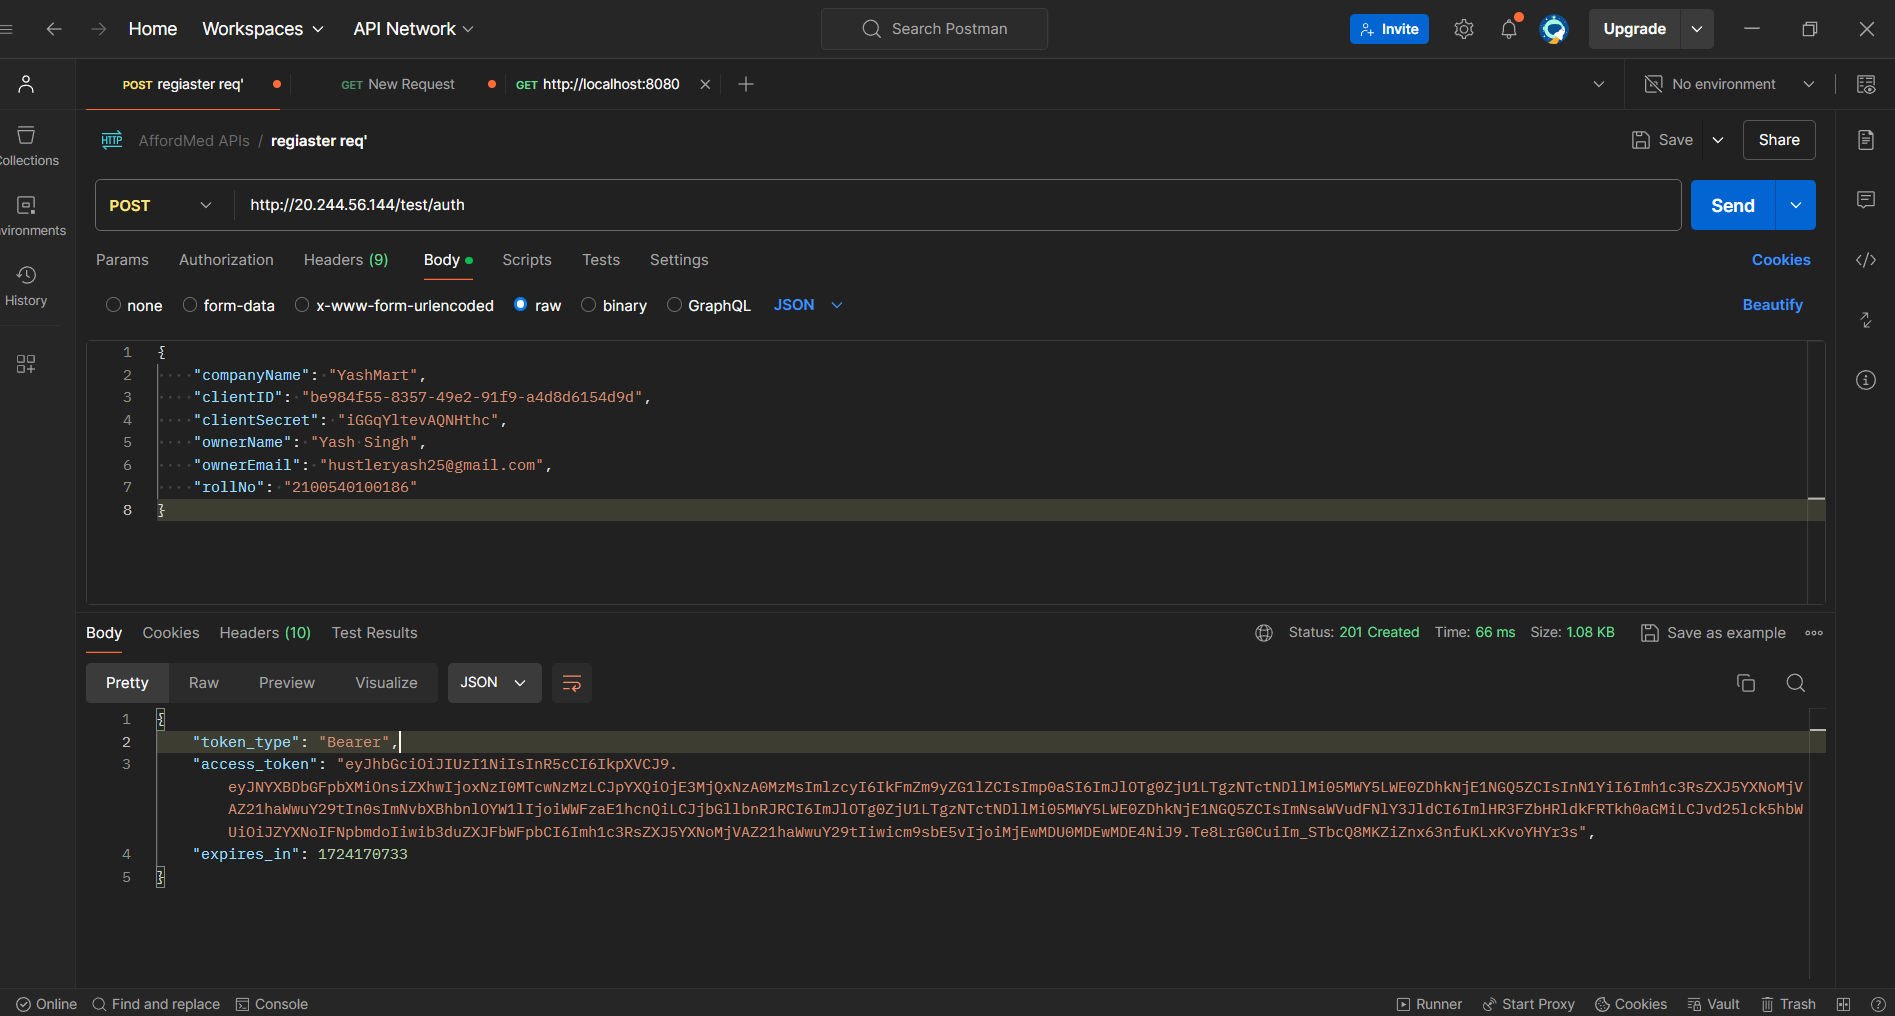 Home Workspaces API Network Search Postman Invite Upgrade
POST regiaster req' GET New Request GET http://localhost:8080 No environment
HTTP AffordMed APIs / regiaster req' Save Share
Collections
POST http://20.244.56.144/test/auth Send
vironments
Params Authorization Headers (9) Body Scripts Tests Settings Cookies
History
none form-data x-www-form-urlencoded raw binary GraphQL JSON Beautify
1 {
2 "companyName": "YashMart",
3 "clientID": "be984f55-8357-49e2-91f9-a4d8d6154d9d",
4 "clientSecret": "iGGqYltevAQNHthc",
5 "ownerName": "Yash Singh",
6 "ownerEmail": "hustleryash25@gmail.com",
7 "rollNo": "2100540100186"
8 }
Body Cookies Headers (10) Test Results Status: 201 Created Time: 66 ms Size: 1.08 KB Save as example
Pretty Raw Preview Visualize JSON
1 {
2 "token_type": "Bearer",
3 "access_token": "eyJhbGciOiJIUzI1NiIsInR5cCI6IkpXVCJ9.
eyJNYXBDbGFpbXMiOnsiZXhwIjoxNzI0MTcwNzMzLCJpYXQiOjE3MjQxNzA0MzMsImlzcyI6IkFmZm9yZG1lZCIsImp0aSI6ImJlOTg0ZjU1LTgzNTctNDllMi05MWY5LWE0ZDhkNjE1NGQ5ZCIsInN1YiI6Imh1c3RsZXJ5YXNoMjV
AZ21haWwuY29tIn0sImNvbXBhbnlOYW1lIjoiWWFzaE1hcnQiLCJjbGllbnRJRCI6ImJlOTg0ZjU1LTgzNTctNDllMi05MWY5LWE0ZDhkNjE1NGQ5ZCIsImNsaWVudFNlY3JldCI6ImlHR3FZbHRldkFRTkh0aGMiLCJvd25lck5hbW
UiOiJZYXNoIFNpbmdoIiwib3duZXJFbWFpbCI6Imh1c3RsZXJ5YXNoMjVAZ21haWwuY29tIiwicm9sbE5vIjoiMjEwMDU0MDEwMDE4NiJ9.Te8LrG0CuiIm_STbcQ8MKZiZnx63nfuKLxKvoYHYr3s",
4 "expires_in": 1724170733
5 }
Online Find and replace Console Runner Start Proxy Cookies Vault Trash